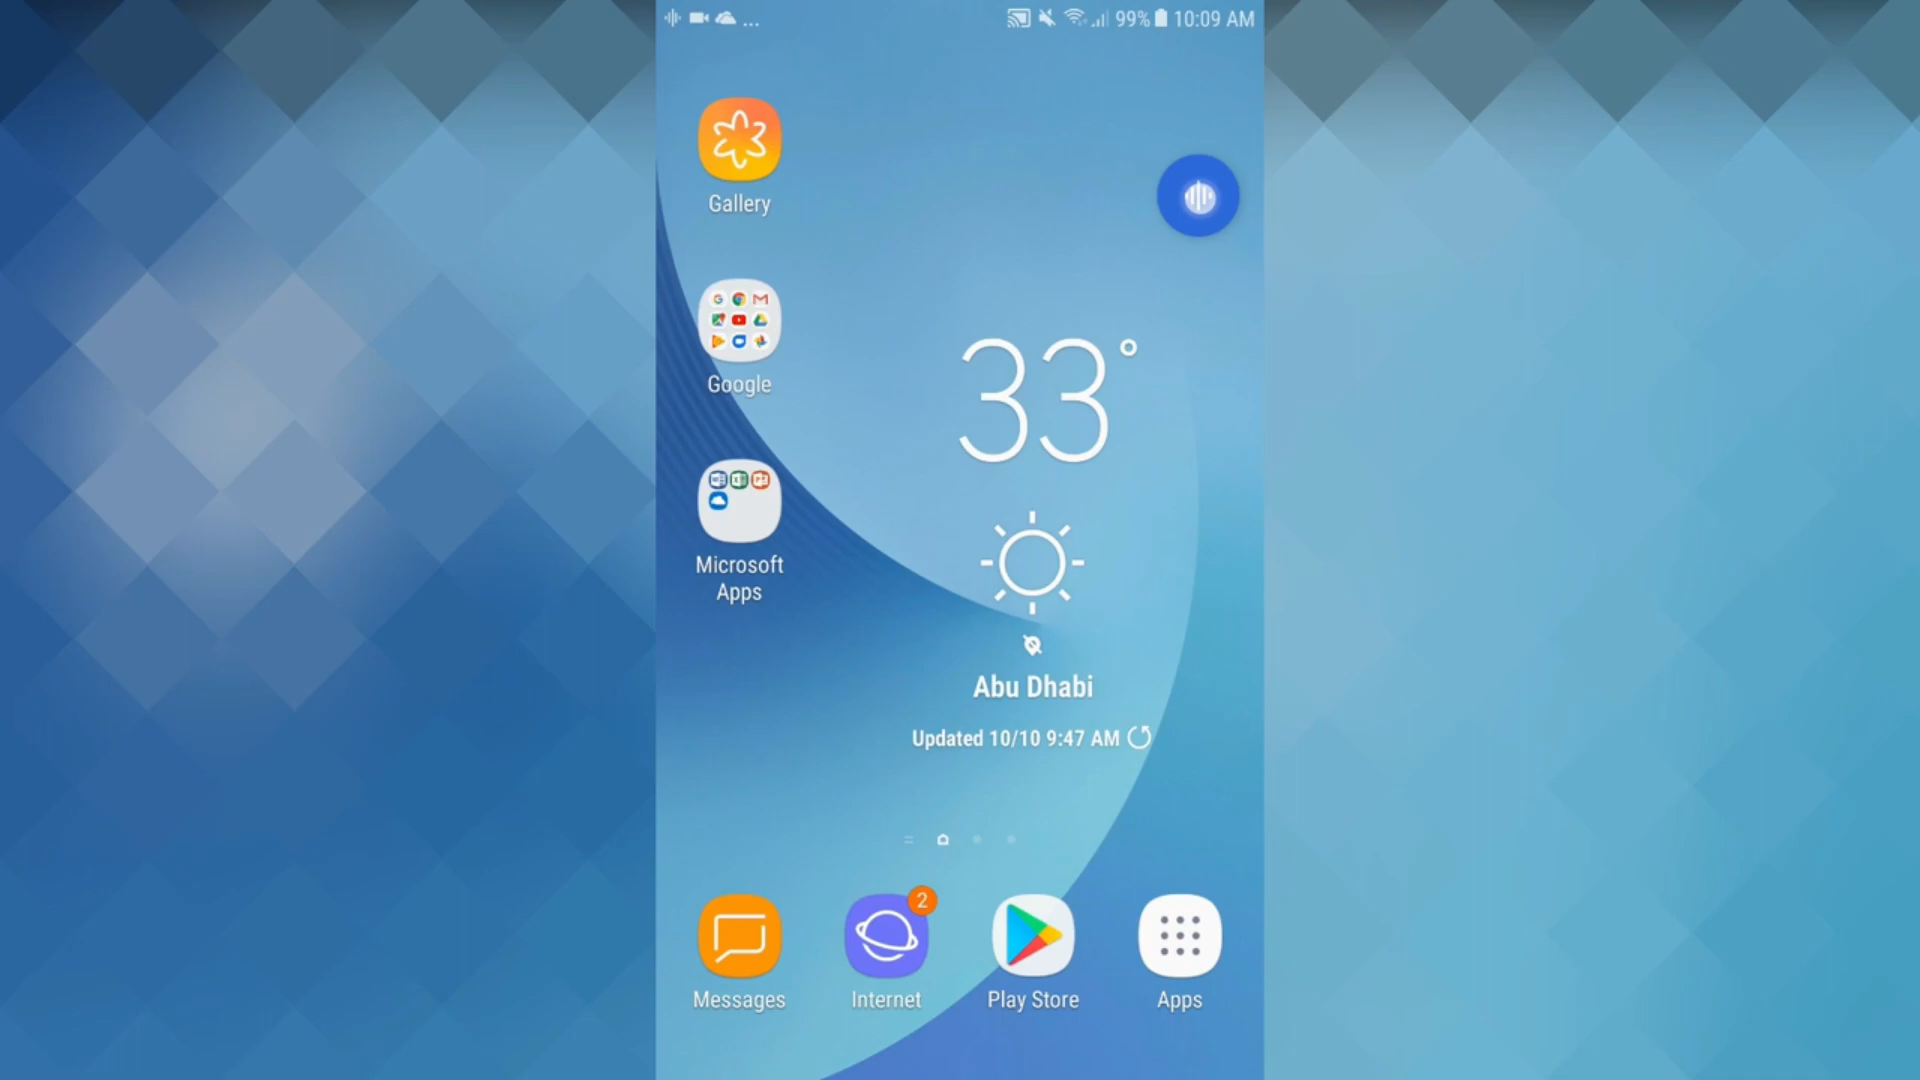 ... 99% 10:09 AM
Gallery
Google
33°
Microsoft
Apps
Abu Dhabi
Updated 10/10 9:47 AM
2
Messages Internet Play Store Apps